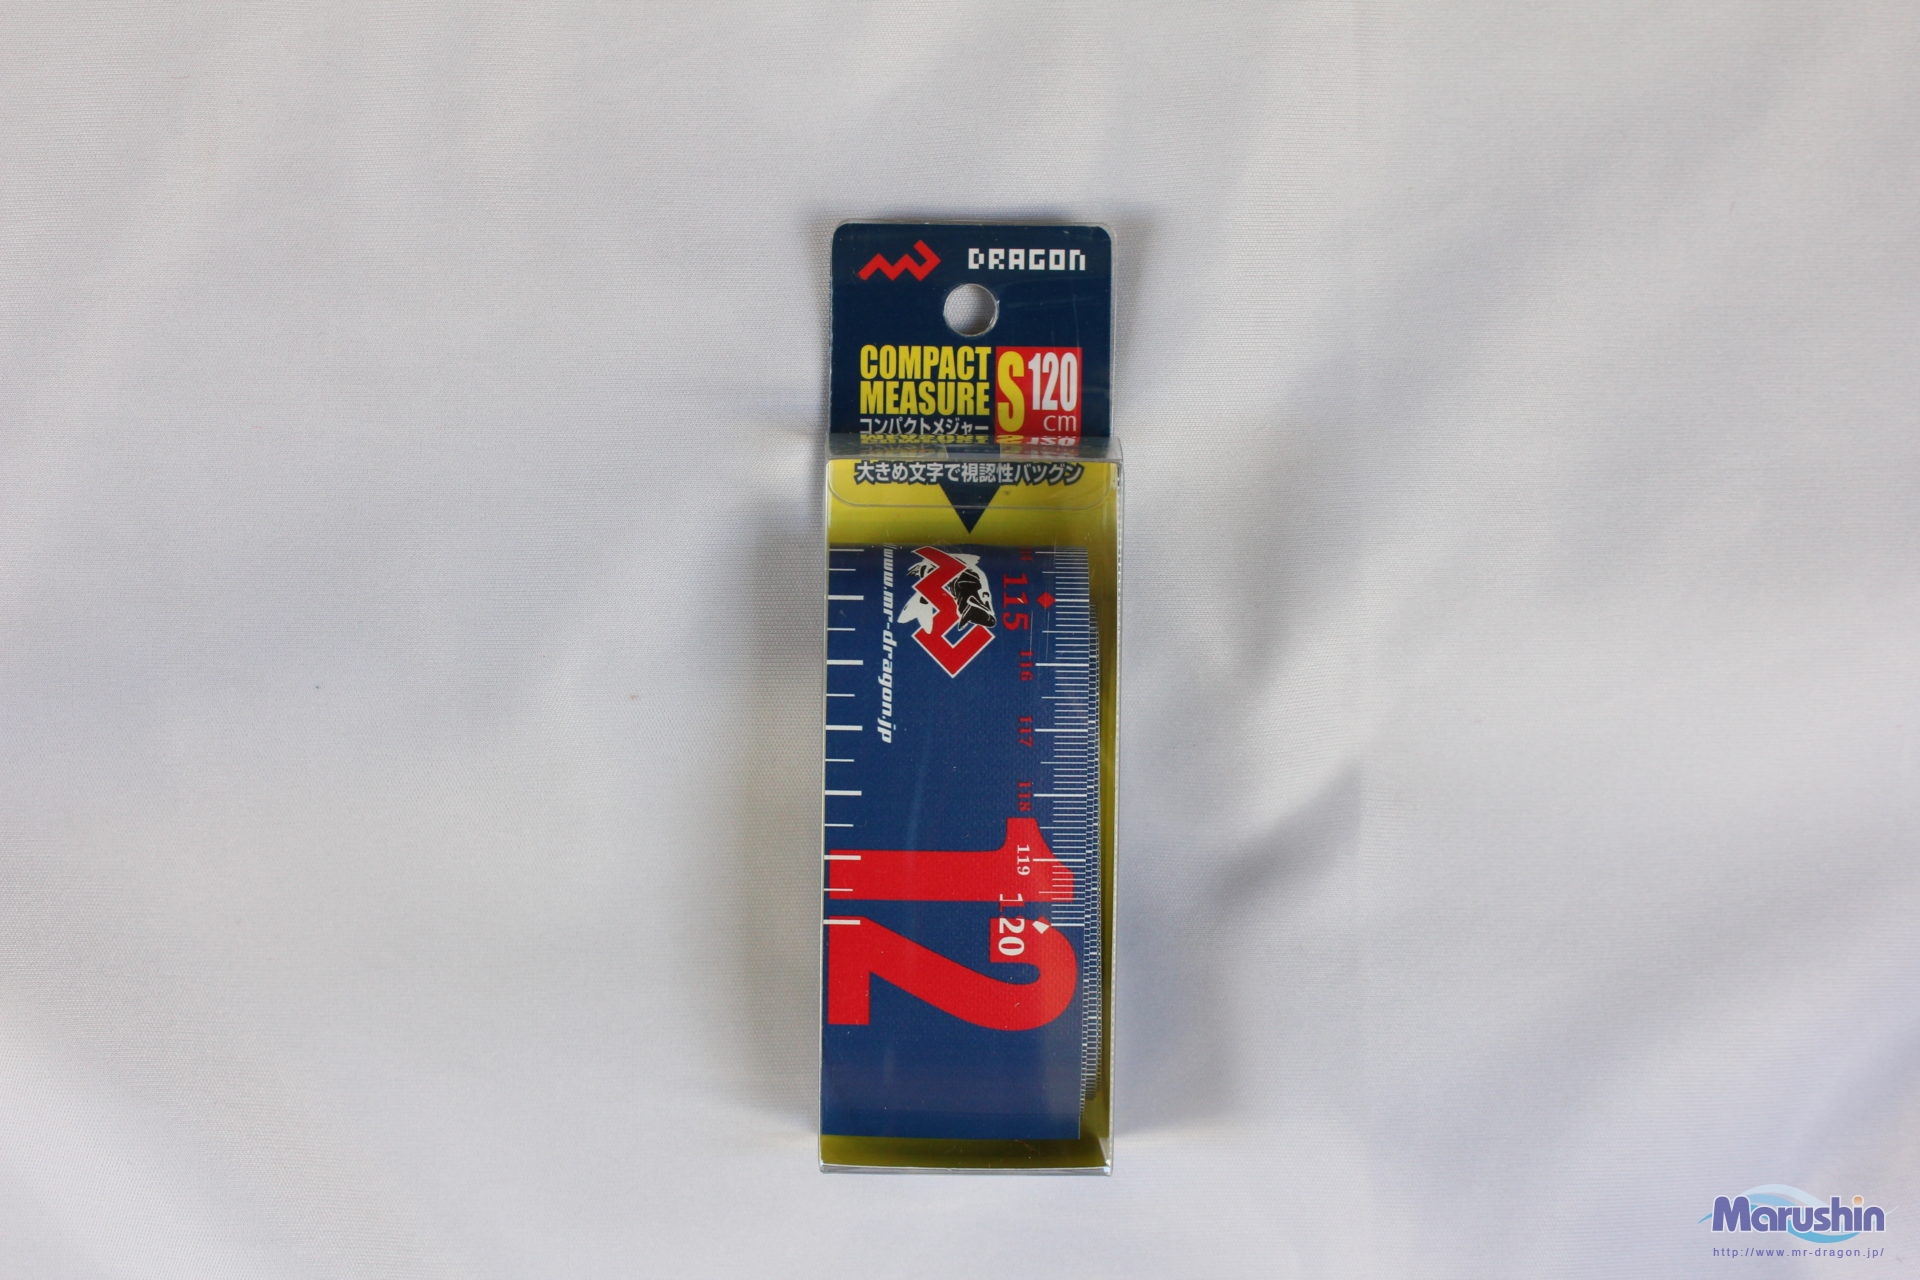 DRAGON
COMPACT
MEASURE
S 120
cm
コンパクトメジャー
大きめ文字で視認性バツグン
www.mr-dragon.jp
115
116
117
118
119
120
12
Marushin
http://www.mr-dragon.jp/